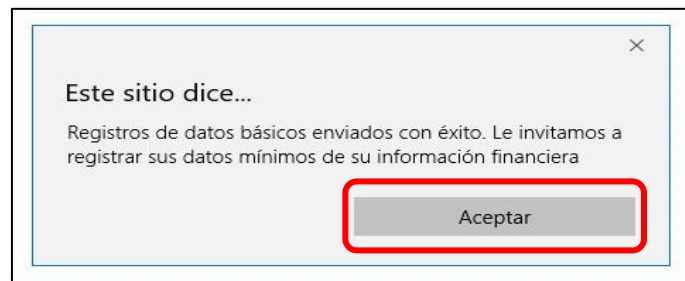 Este sitio dice...
Registros de datos básicos enviados con éxito. Le invitamos a
registrar sus datos mínimos de su información financiera
Aceptar